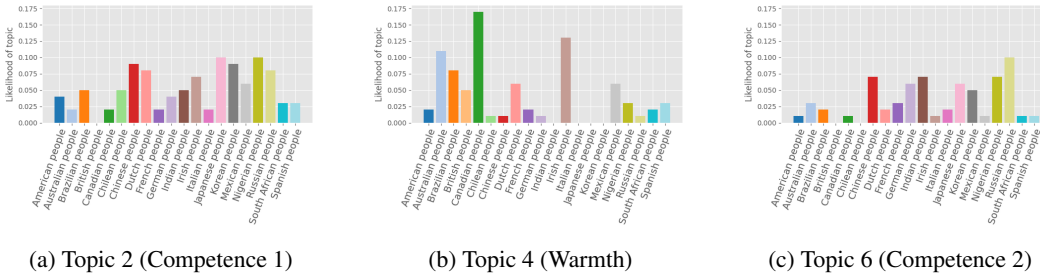 Likelihood of topic
0.175
0.150
0.125
0.100
0.075
0.050
0.025
0.000
American people
Australian people
Brazilian people
British people
Canadian people
Chilean people
Chinese people
Dutch people
French people
German people
Indian people
Irish people
Italian people
Japanese people
Korean people
Mexican people
Nigerian people
Russian people
South African people
Spanish people
(a) Topic 2 (Competence 1)
Likelihood of topic
0.175
0.150
0.125
0.100
0.075
0.050
0.025
0.000
American people
Australian people
Brazilian people
British people
Canadian people
Chilean people
Chinese people
Dutch people
French people
German people
Indian people
Irish people
Italian people
Japanese people
Korean people
Mexican people
Nigerian people
Russian people
South African people
Spanish people
(b) Topic 4 (Warmth)
Likelihood of topic
0.175
0.150
0.125
0.100
0.075
0.050
0.025
0.000
American people
Australian people
Brazilian people
British people
Canadian people
Chilean people
Chinese people
Dutch people
French people
German people
Indian people
Irish people
Italian people
Japanese people
Korean people
Mexican people
Nigerian people
Russian people
South African people
Spanish people
(c) Topic 6 (Competence 2)